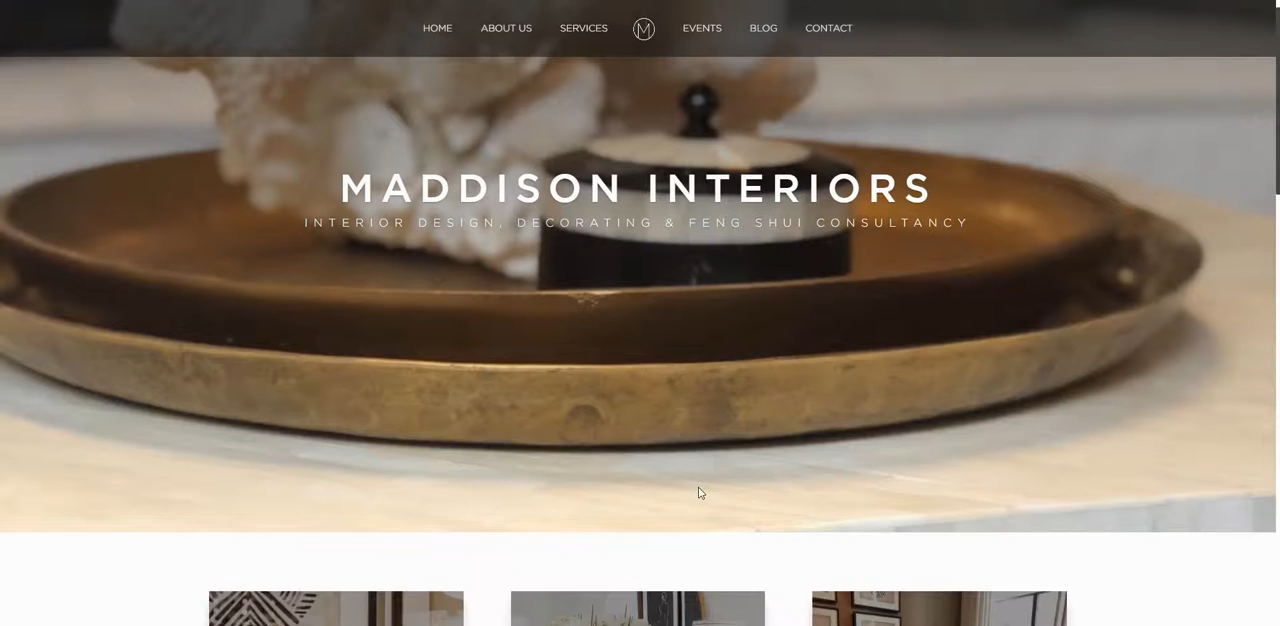 HOME ABOUT US SERVICES M EVENTS BLOG CONTACT
MADDISON INTERIORS
INTERIOR DESIGN, DECORATING & FENG SHUI CONSULTANCY